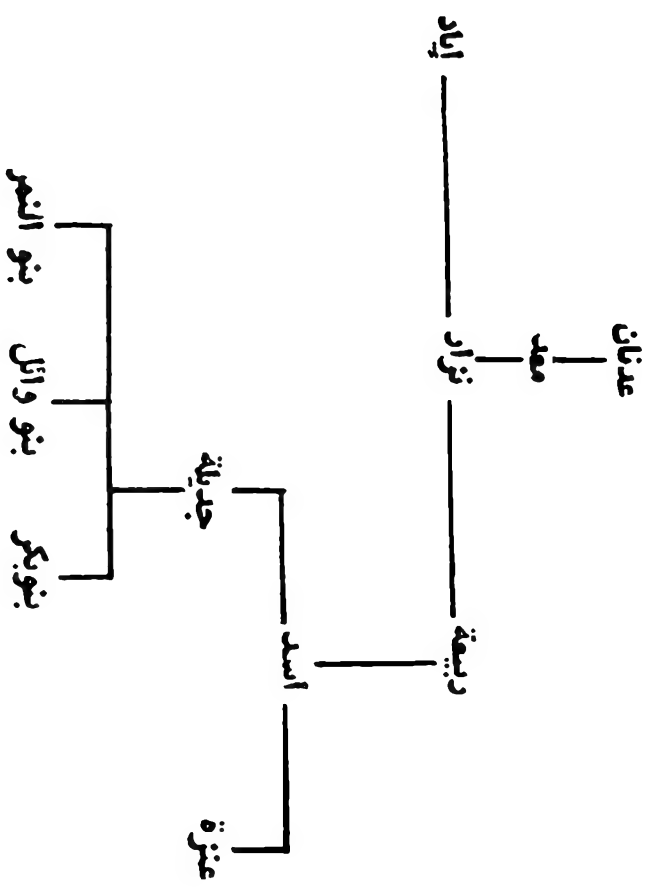 عدنان
معد
نزار
ربيعة
إياد
أسد
عنزة
جديلة
بنو بكر
بنو وائل
بنو النمر